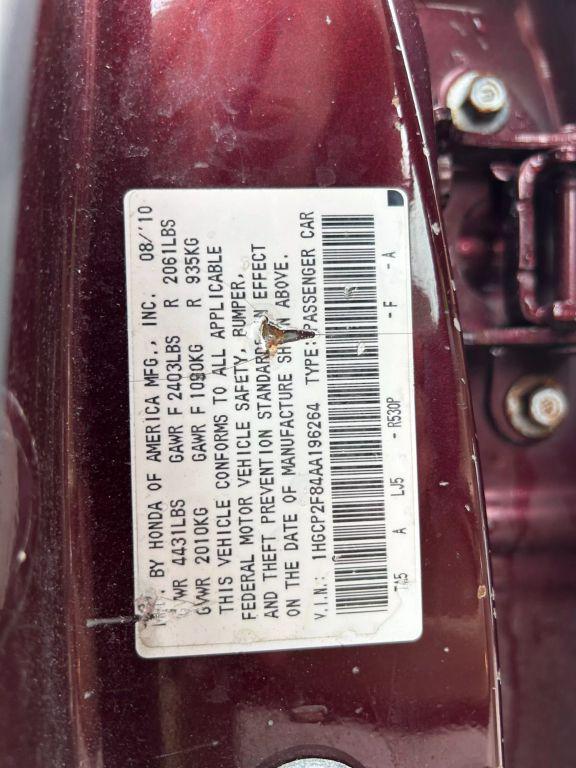 BY HONDA OF AMERICA MFG., INC. 08/'10
GVWR 4431LBS GAWR F 2403LBS R 2061LBS
GVWR 2010KG GAWR F 1090KG R 935KG
THIS VEHICLE CONFORMS TO ALL APPLICABLE
FEDERAL MOTOR VEHICLE SAFETY, BUMPER,
AND THEFT PREVENTION STANDARDS IN EFFECT
ON THE DATE OF MANUFACTURE SHOWN ABOVE.
V.I.N.: 1HGCP2F84AA196264 TYPE: PASSENGER CAR
TA5 A LJ5 - R530P - F - A